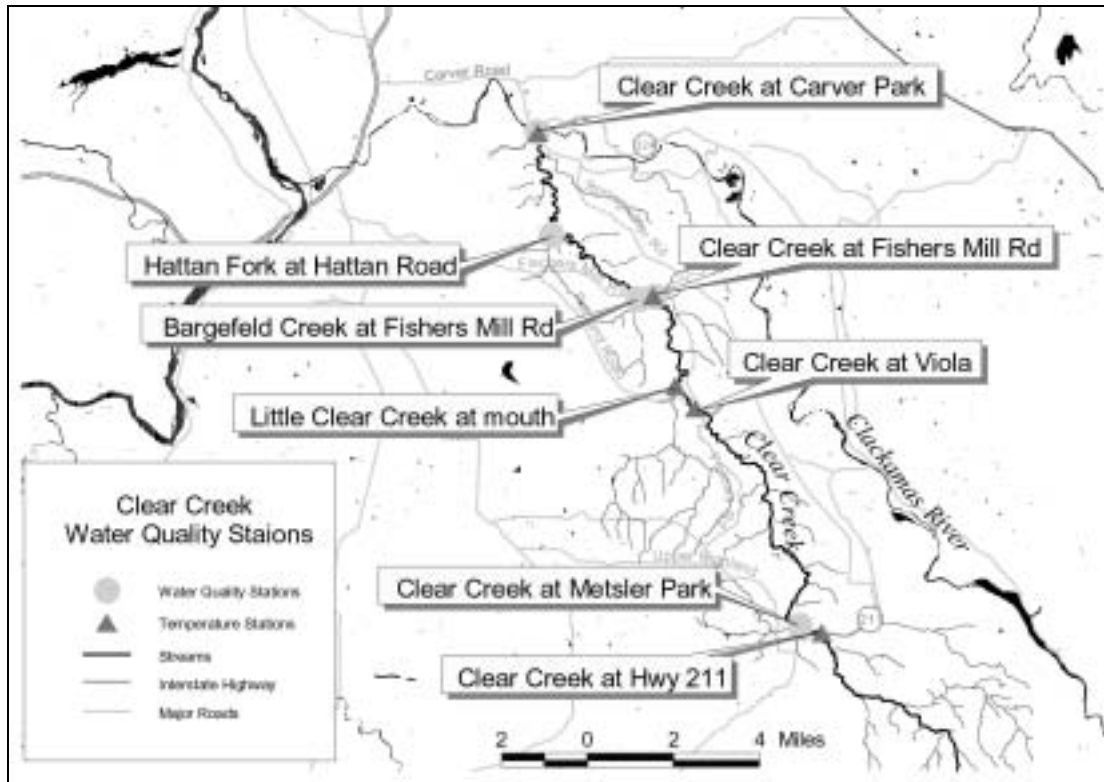 Carver Road
Clear Creek at Carver Park
Clear Creek at Fishers Mill Rd
Hattan Fork at Hattan Road
Bargefeld Creek at Fishers Mill Rd
Clear Creek at Viola
Little Clear Creek at mouth
Clear Creek
Clackamas River
Clear Creek
Water Quality Staions
Water Quality Stations
Temperature Stations
Streams
Interstate Highway
Major Roads
Clear Creek at Metsler Park
Clear Creek at Hwy 211
2 0 2 4 Miles